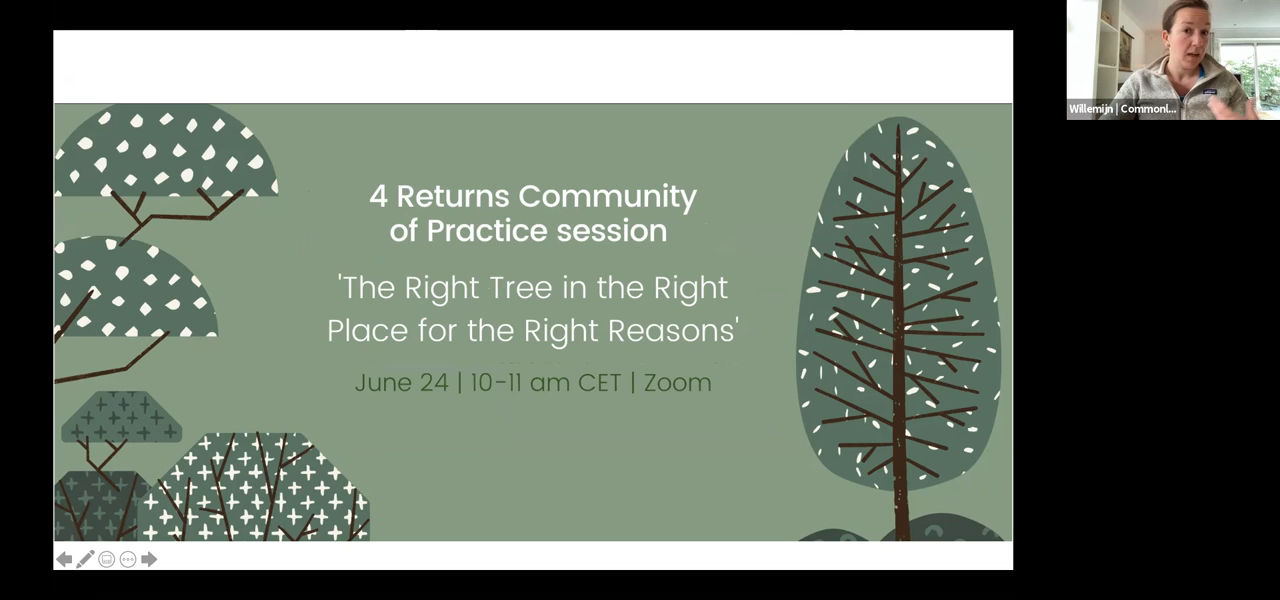 4 Returns Community
of Practice session
'The Right Tree in the Right
Place for the Right Reasons'
June 24 | 10-11 am CET | Zoom
Willemijn | Commonl...